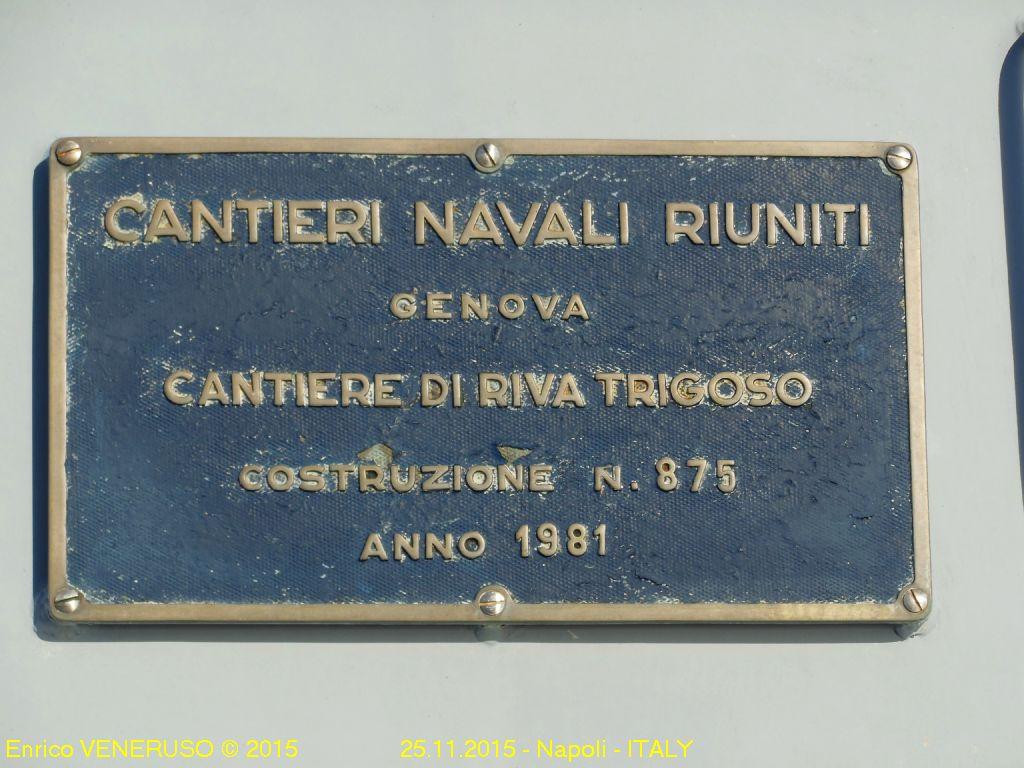 CANTIERI NAVALI RIUNITI
GENOVA
CANTIERE DI RIVA TRIGOSO
COSTRUZIONE N. 875
ANNO 1981
Enrico VENERUSO © 2015 25.11.2015 - Napoli - ITALY